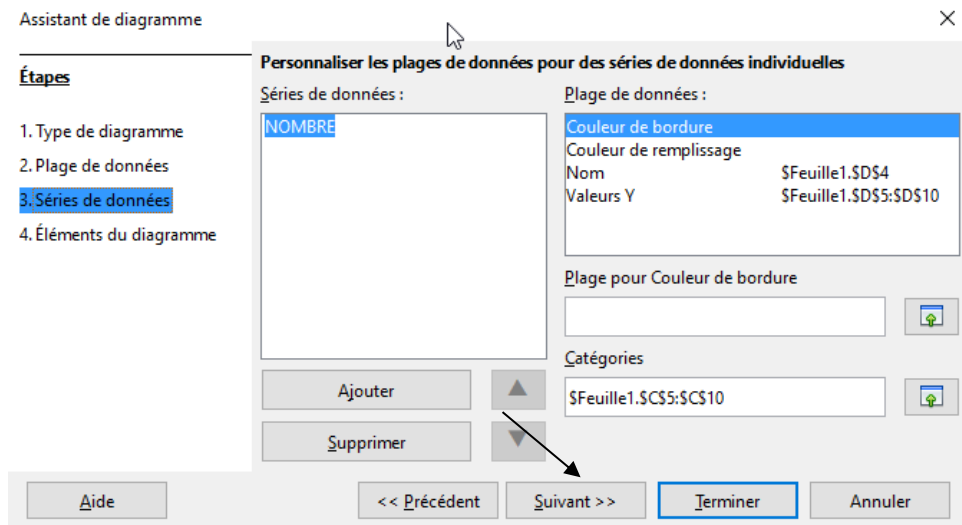 Assistant de diagramme
Étapes
1. Type de diagramme
2. Plage de données
3. Séries de données
4. Éléments du diagramme
Personnaliser les plages de données pour des séries de données individuelles
Séries de données :
NOMBRE
Ajouter
Supprimer
Plage de données :
Couleur de bordure
Couleur de remplissage
Nom $Feuille1.$D$4
Valeurs Y $Feuille1.$D$5:$D$10
Plage pour Couleur de bordure
Catégories
$Feuille1.$C$5:$C$10
Aide << Précédent Suivant >> Terminer Annuler